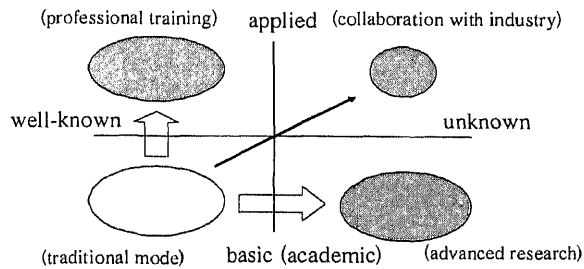 (professional training) applied (collaboration with industry)
well-known unknown
(traditional mode) basic (academic) (advanced research)